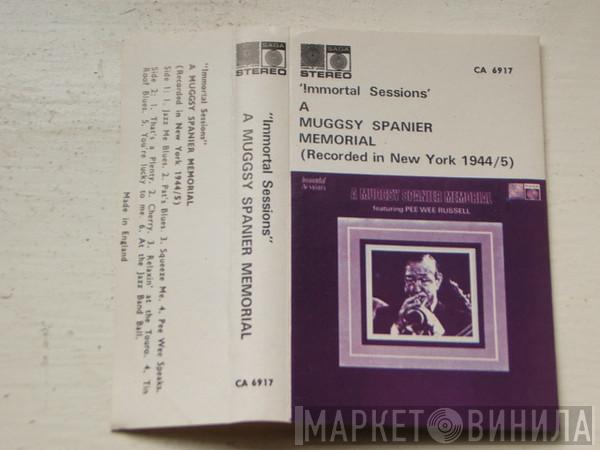 "Immortal Sessions"
A MUGGSY SPANIER MEMORIAL
(Recorded in New York 1944/5)
Side 1: 1. Jazz Me Blues. 2. Pat's Blues. 3. Squeeze Me. 4. Pee Wee Speaks.
Side 2: 1. That's a Plenty. 2. Cherry. 3. Relaxin' at the Touro. 4. Tin
Roof Blues. 5. You're lucky to me. 6. At the Jazz Band Ball.
Made in England
SAGA
STEREO
"Immortal Sessions"
A MUGGSY SPANIER MEMORIAL
CA 6917
SAGA
STEREO
CA 6917
'Immortal Sessions'
A
MUGGSY SPANIER
MEMORIAL
(Recorded in New York 1944/5)
A MUGGSY SPANIER MEMORIAL
featuring PEE WEE RUSSELL
МАРКЕТ ВИНИЛА